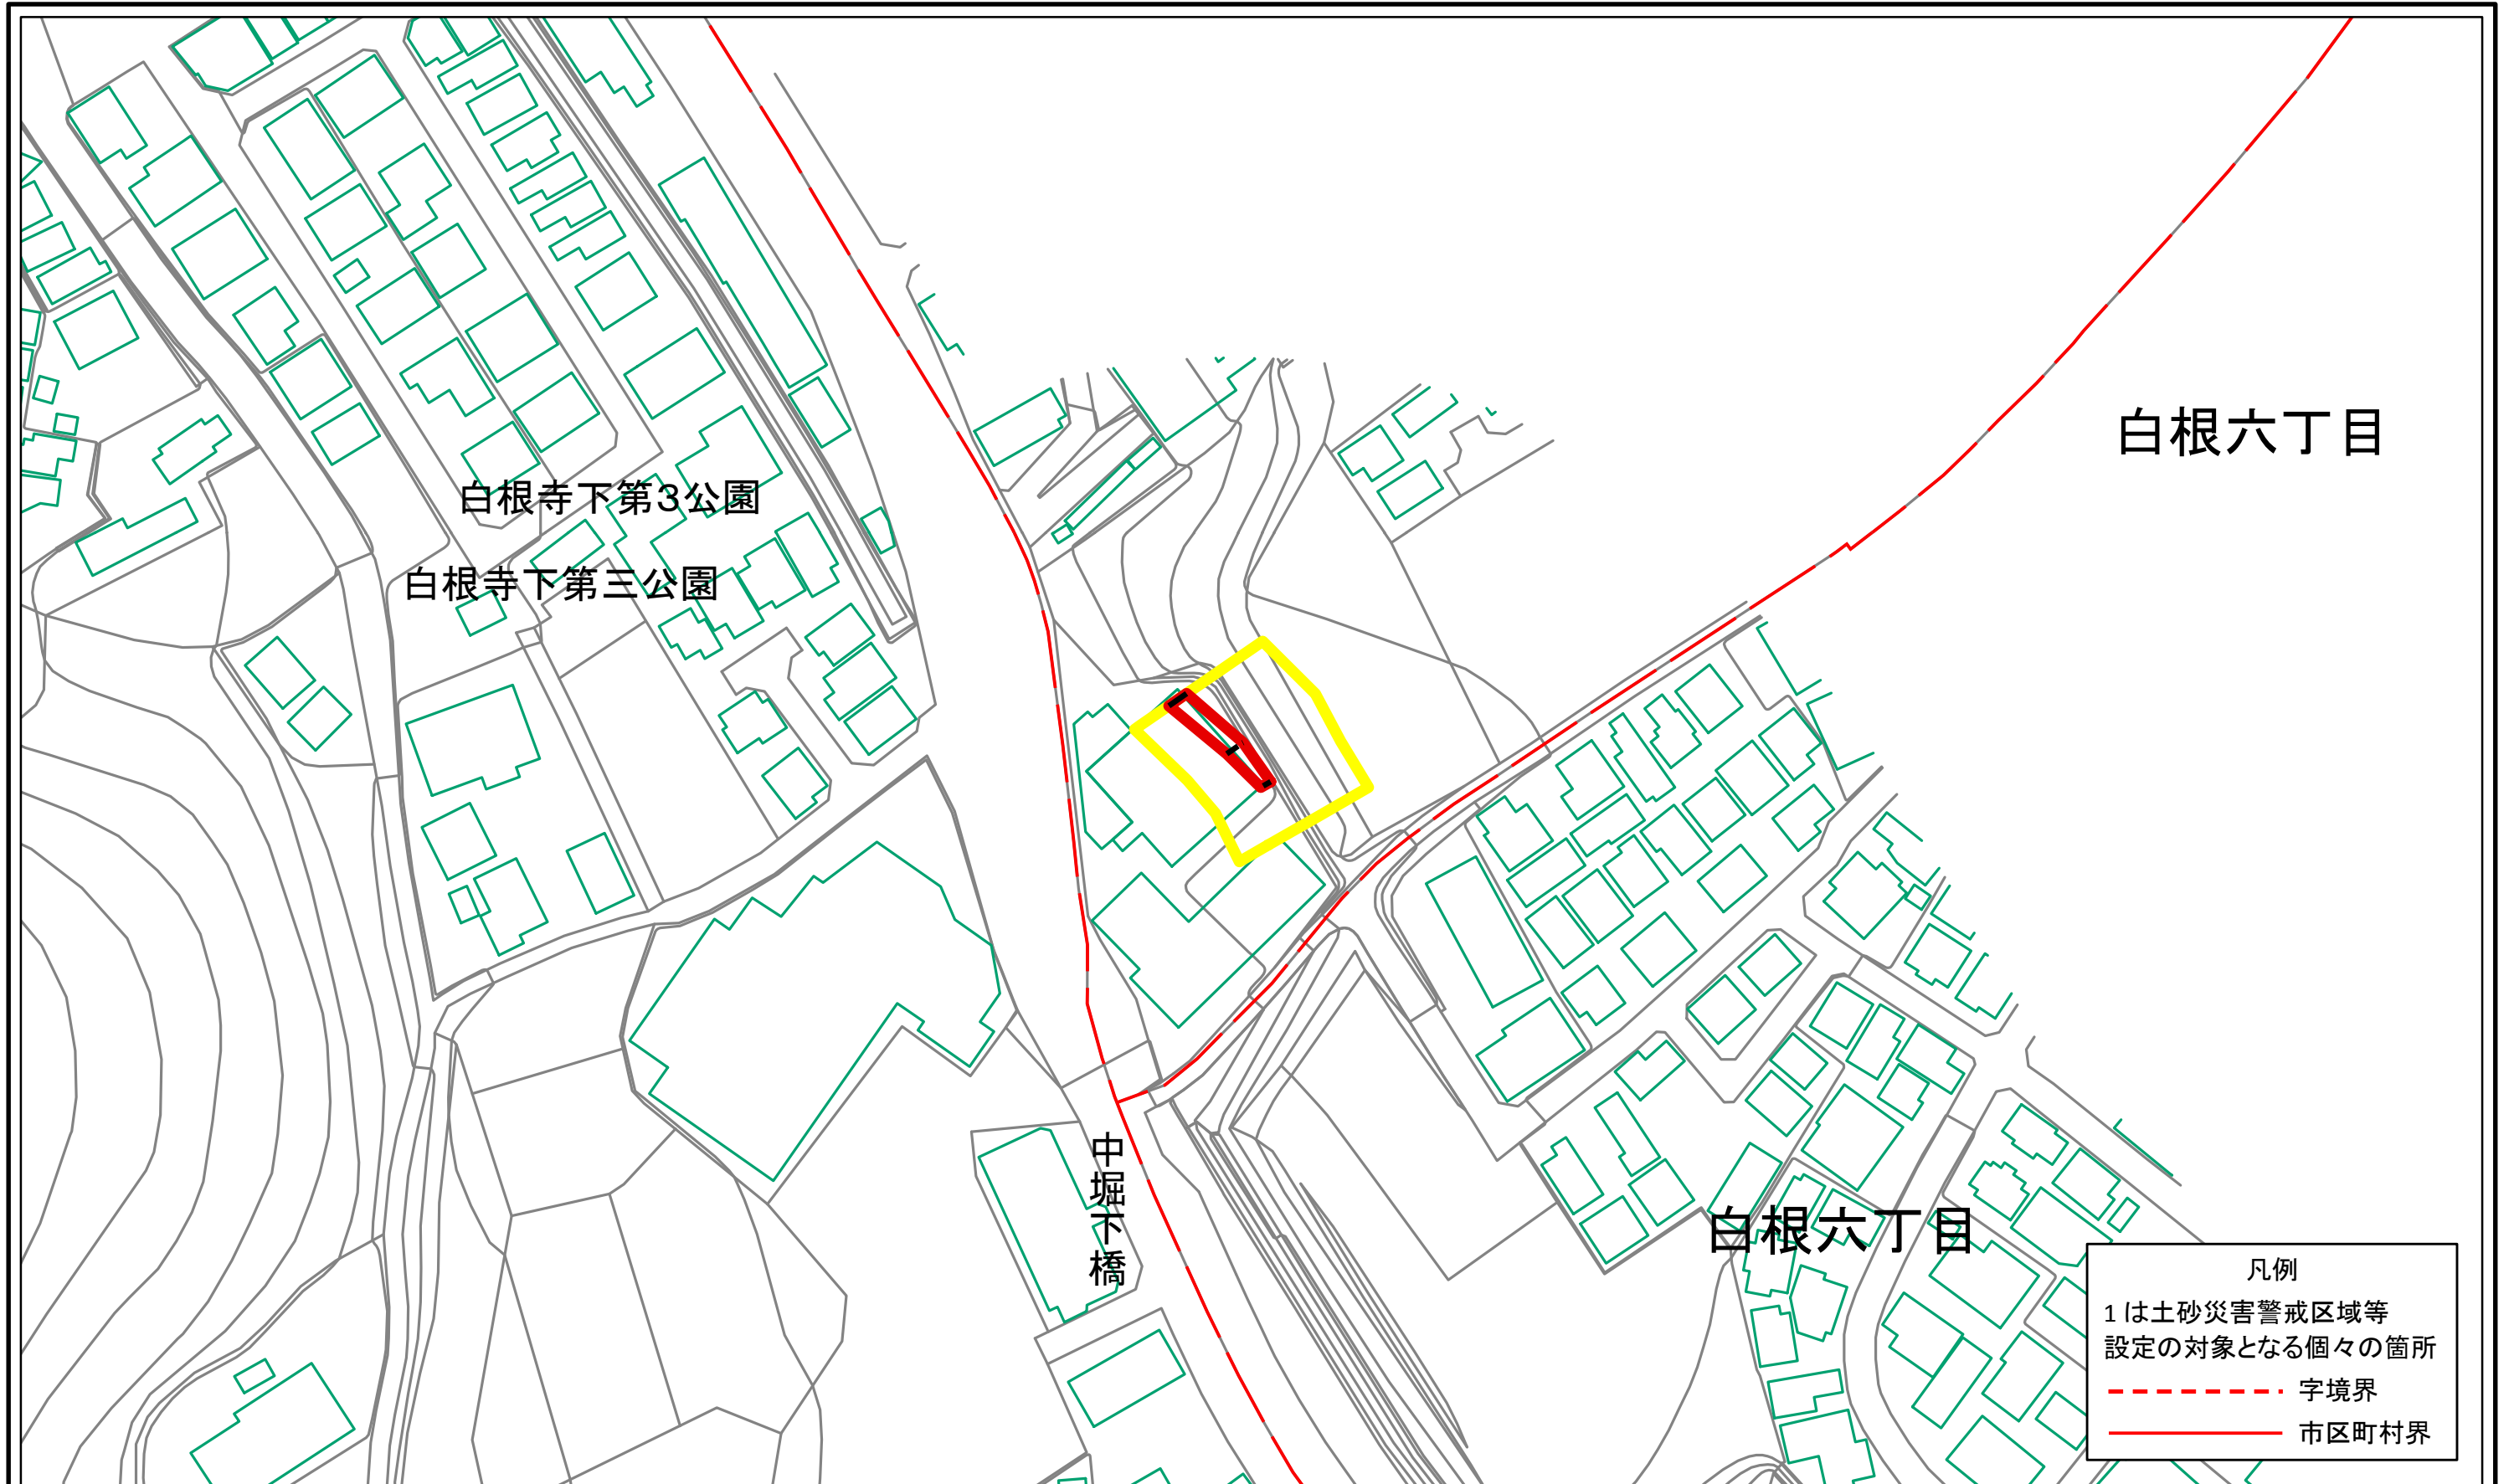 白根六丁目
白根寺下第3公園
白根寺下第三公園
中堀下橋
白根六丁目
凡例
1 は土砂災害警戒区域等
設定の対象となる個々の箇所
字境界
市区町村界